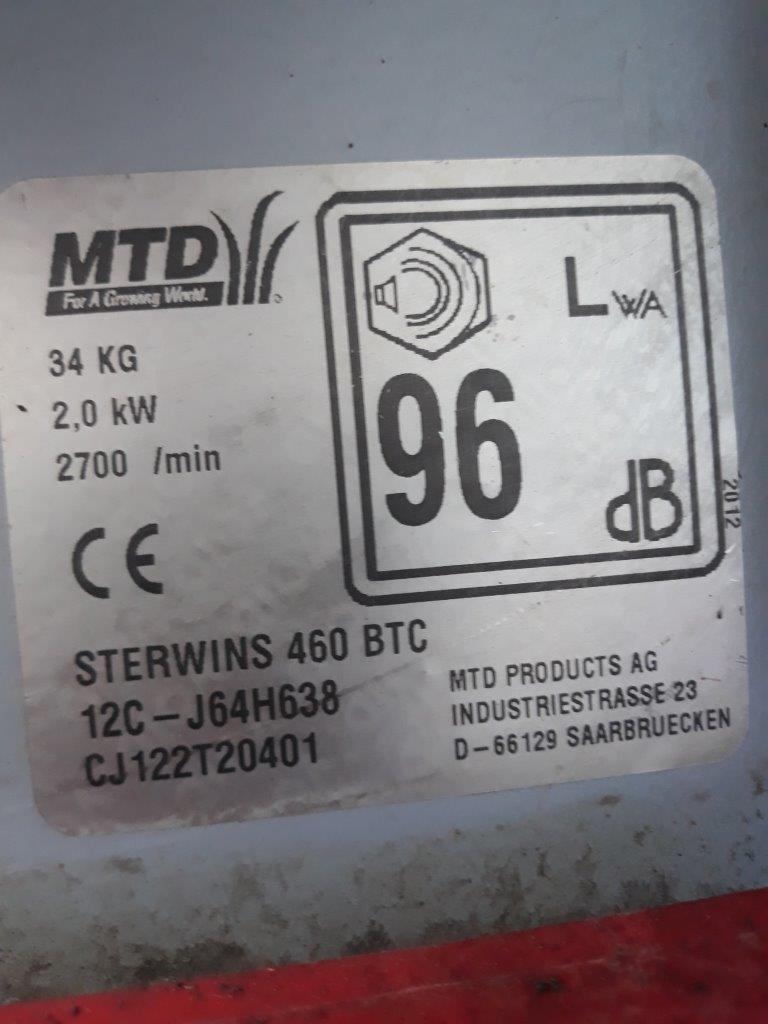 MTD
For A Growing World.
34 KG
2,0 kW
2700 /min
CE
LWA
96
dB
2012
STERWINS 460 BTC
12C-J64H638
CJ122T20401
MTD PRODUCTS AG
INDUSTRIESTRASSE 23
D-66129 SAARBRUECKEN